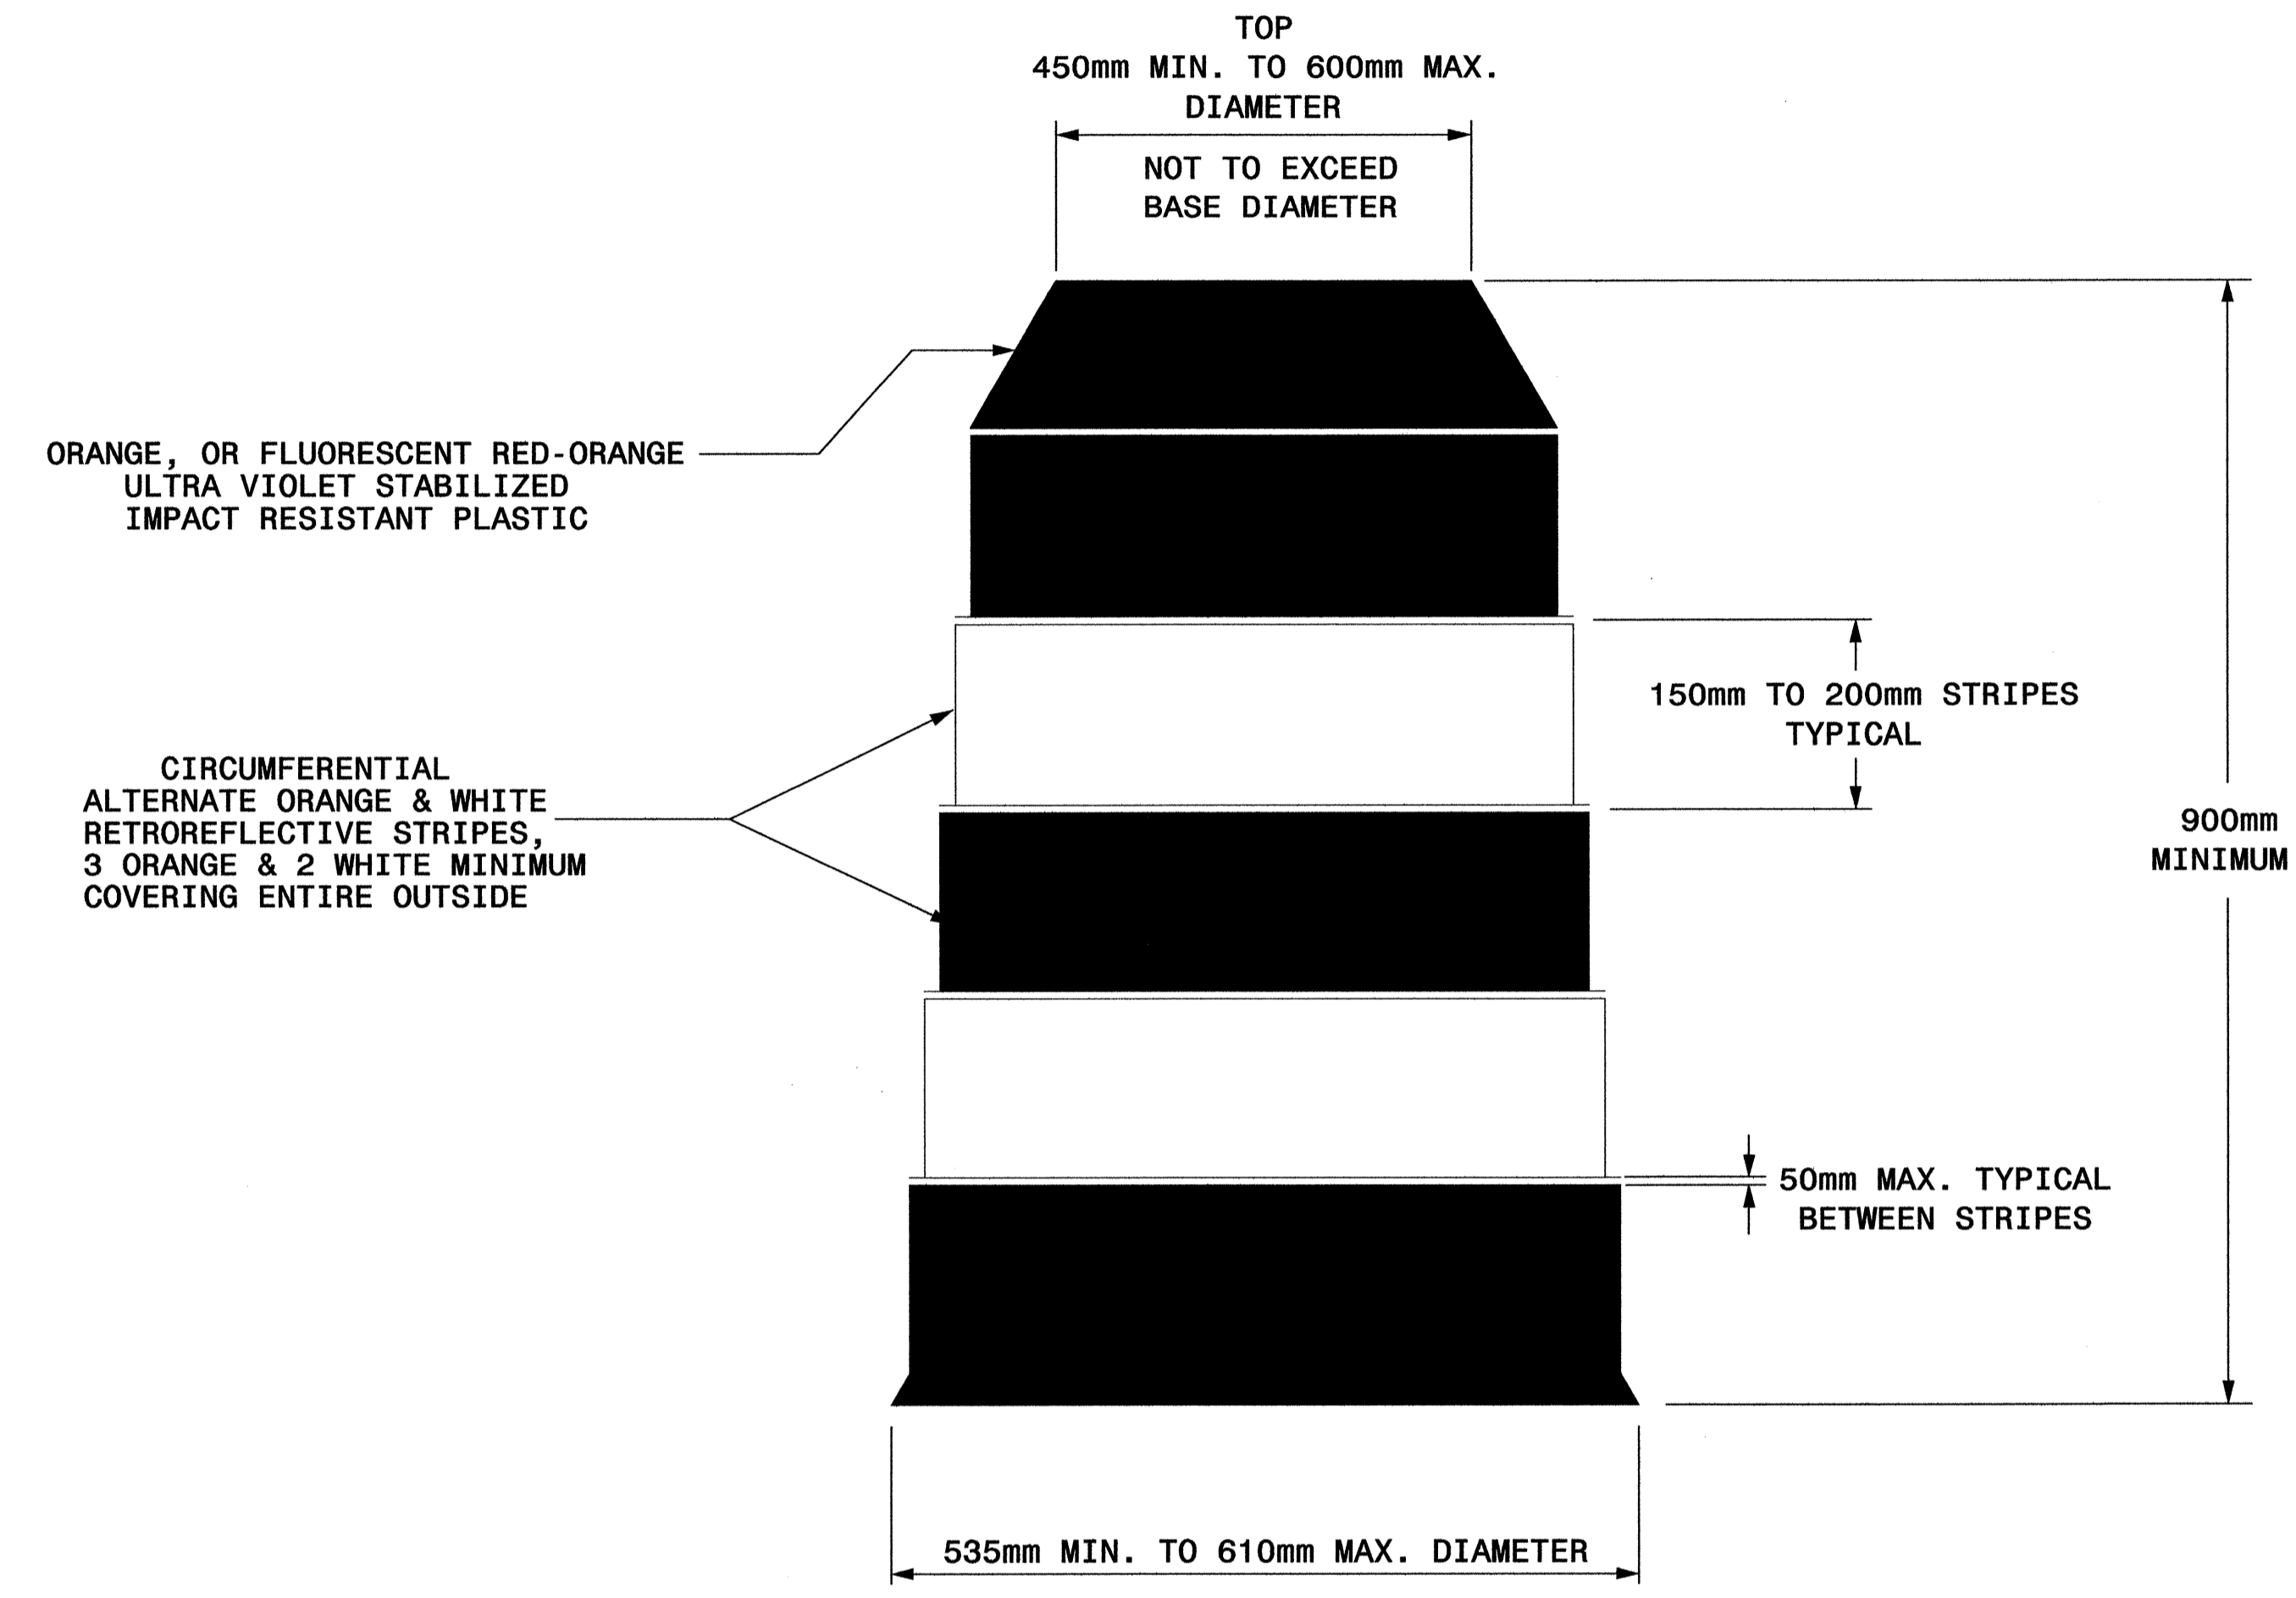 TOP
450mm MIN. TO 600mm MAX.
DIAMETER
NOT TO EXCEED
BASE DIAMETER
ORANGE, OR FLUORESCENT RED-ORANGE
ULTRA VIOLET STABILIZED
IMPACT RESISTANT PLASTIC
150mm TO 200mm STRIPES
TYPICAL
CIRCUMFERENTIAL
ALTERNATE ORANGE & WHITE
RETROREFLECTIVE STRIPES,
3 ORANGE & 2 WHITE MINIMUM
COVERING ENTIRE OUTSIDE
900mm
MINIMUM
50mm MAX. TYPICAL
BETWEEN STRIPES
535mm MIN. TO 610mm MAX. DIAMETER